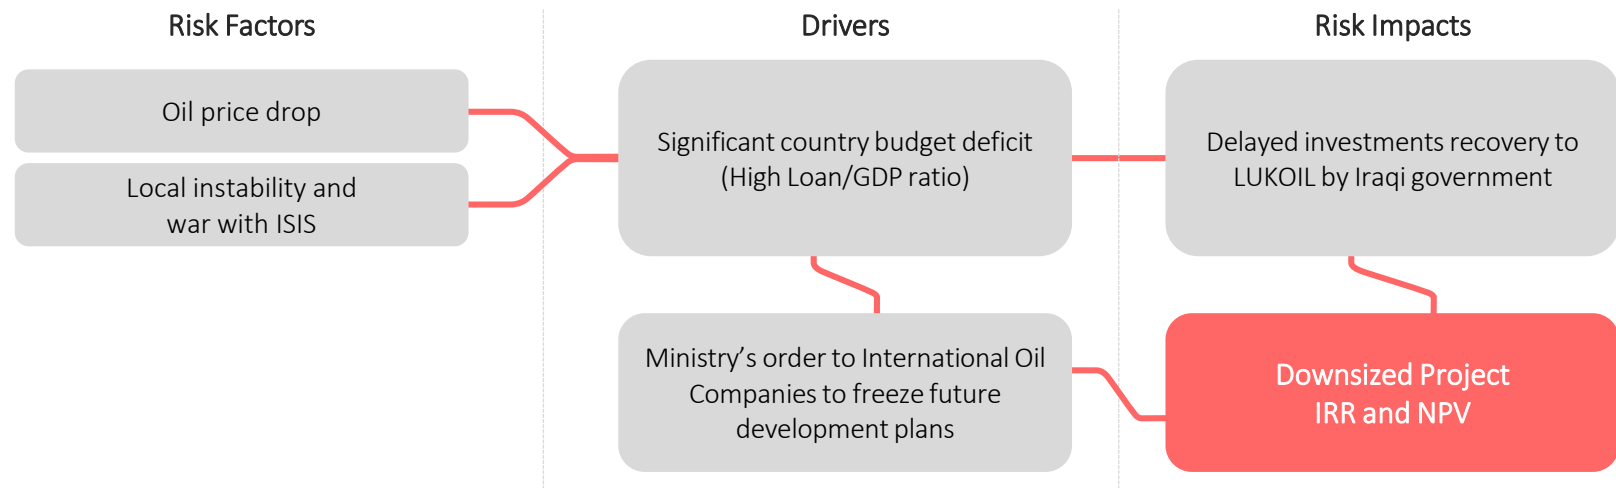 Risk Factors
Drivers
Risk Impacts
Oil price drop
Local instability and
war with ISIS
Significant country budget deficit
(High Loan/GDP ratio)
Delayed investments recovery to
LUKOIL by Iraqi government
Ministry’s order to International Oil
Companies to freeze future
development plans
Downsized Project
IRR and NPV